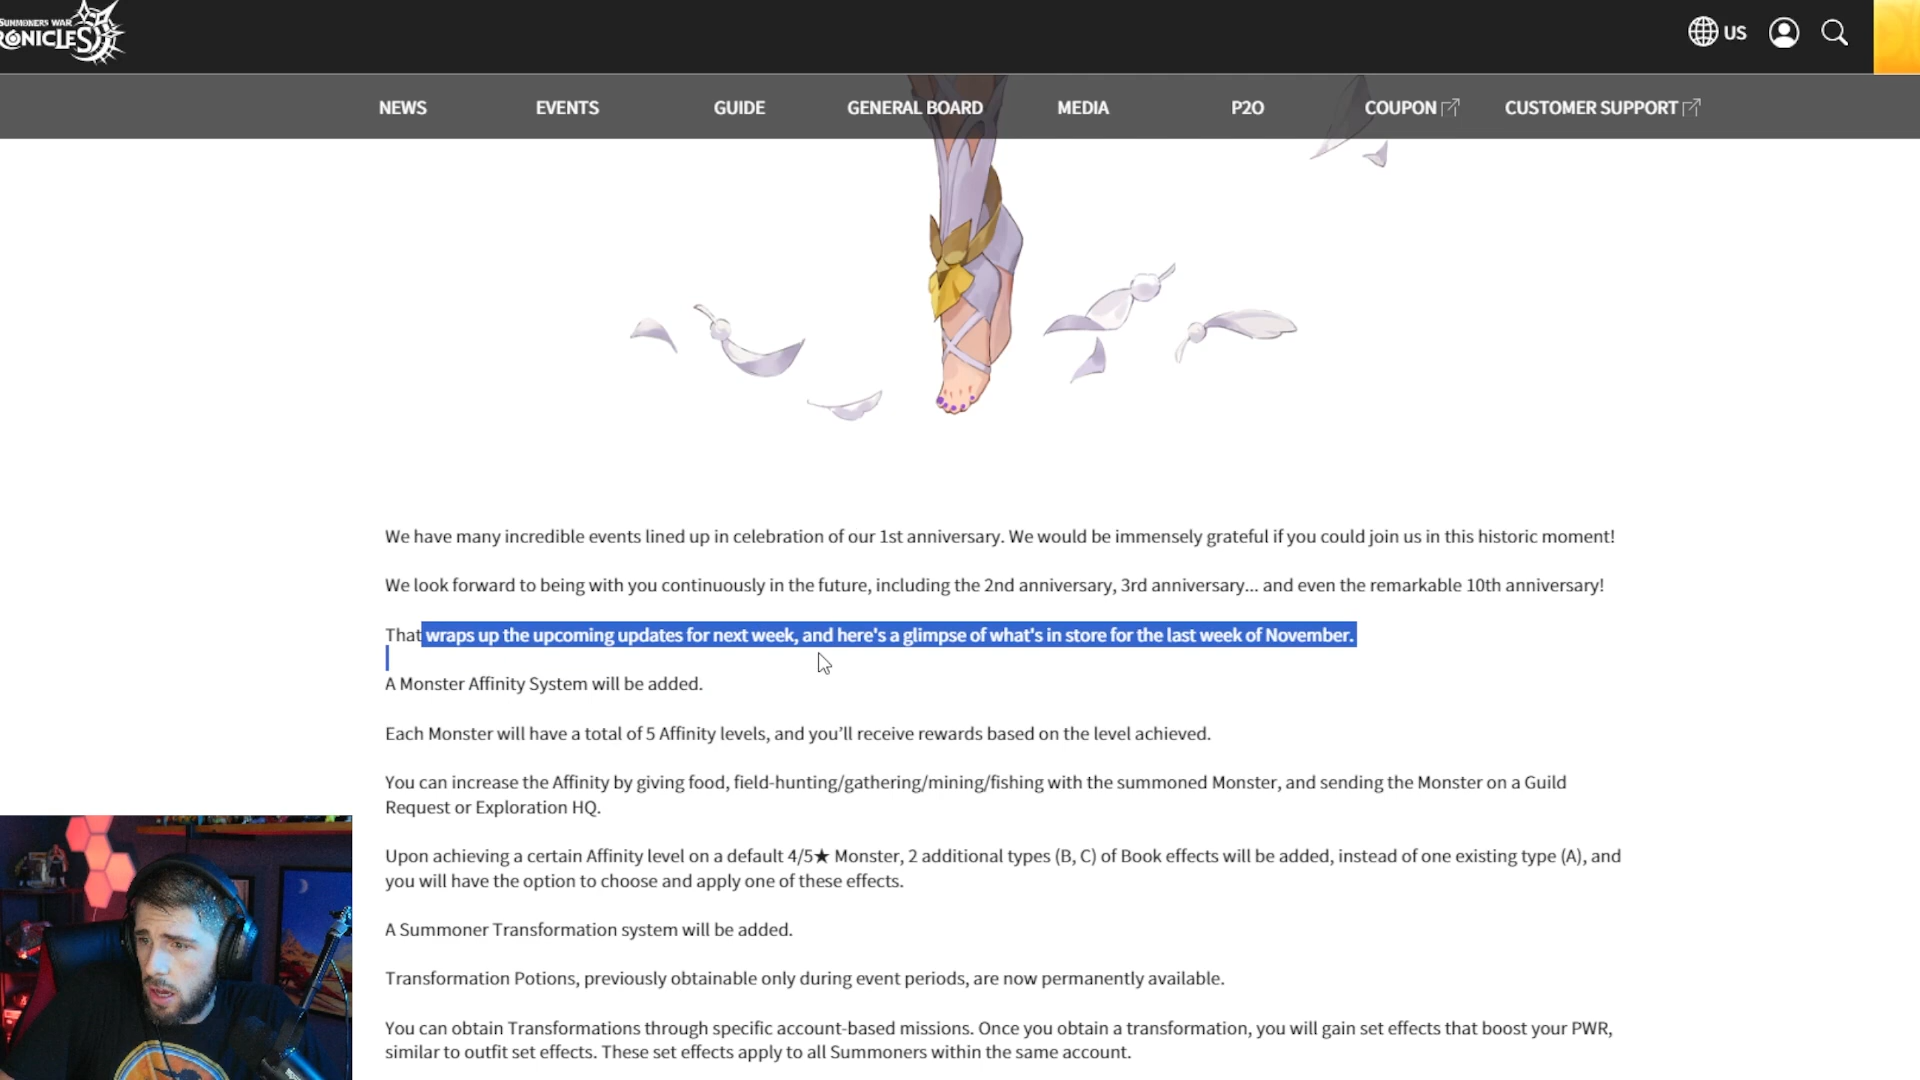 SUMMONERS WAR
RONICLES
US
NEWS
EVENTS
GUIDE
GENERAL BOARD
MEDIA
P2O
COUPON
CUSTOMER SUPPORT
We have many incredible events lined up in celebration of our 1st anniversary. We would be immensely grateful if you could join us in this historic moment!
We look forward to being with you continuously in the future, including the 2nd anniversary, 3rd anniversary... and even the remarkable 10th anniversary!
That wraps up the upcoming updates for next week, and here's a glimpse of what's in store for the last week of November.
A Monster Affinity System will be added.
Each Monster will have a total of 5 Affinity levels, and you’ll receive rewards based on the level achieved.
You can increase the Affinity by giving food, field-hunting/gathering/mining/fishing with the summoned Monster, and sending the Monster on a Guild
Request or Exploration HQ.
Upon achieving a certain Affinity level on a default 4/5★ Monster, 2 additional types (B, C) of Book effects will be added, instead of one existing type (A), and
you will have the option to choose and apply one of these effects.
A Summoner Transformation system will be added.
Transformation Potions, previously obtainable only during event periods, are now permanently available.
You can obtain Transformations through specific account-based missions. Once you obtain a transformation, you will gain set effects that boost your PWR,
similar to outfit set effects. These set effects apply to all Summoners within the same account.